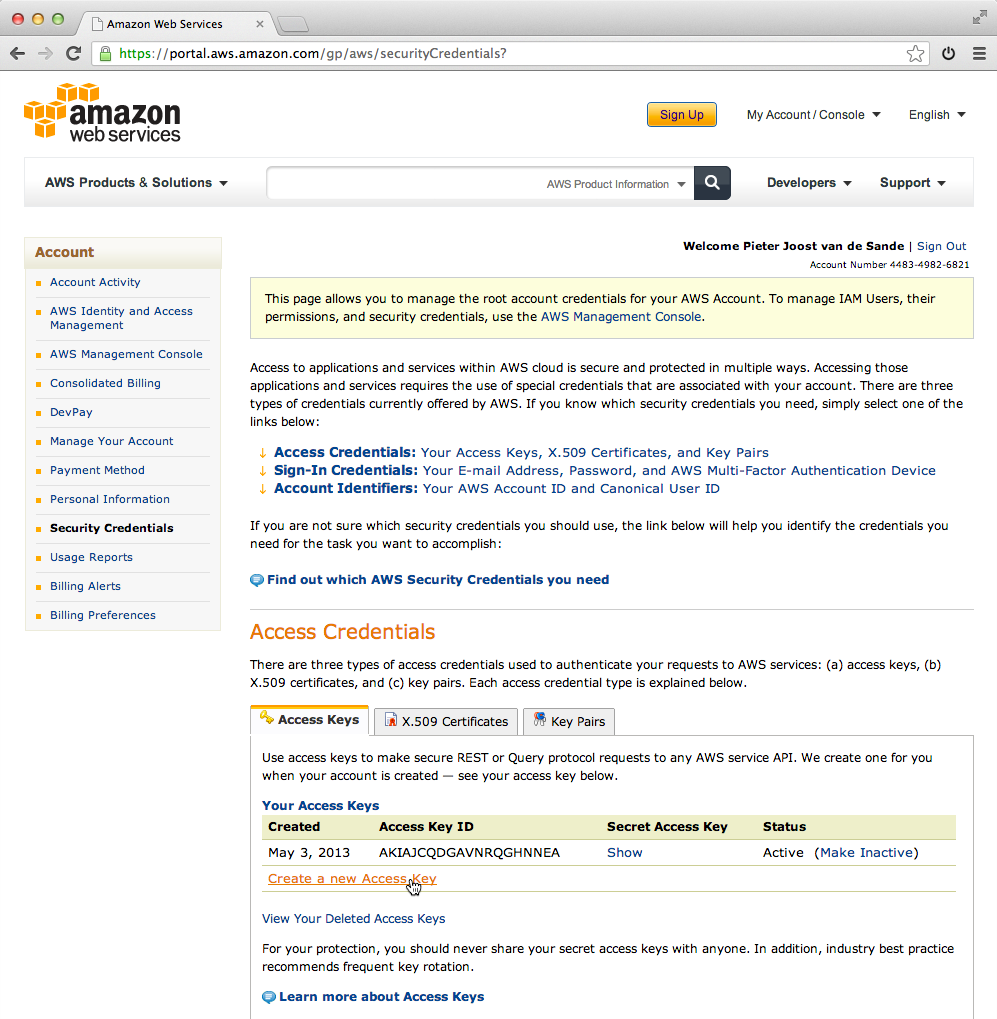 Amazon Web Services
https://portal.aws.amazon.com/gp/aws/securityCredentials?
amazon
web services
Sign Up
My Account / Console
English
AWS Products & Solutions
AWS Product Information
Developers
Support
Account
Account Activity
AWS Identity and Access
Management
AWS Management Console
Consolidated Billing
DevPay
Manage Your Account
Payment Method
Personal Information
Security Credentials
Usage Reports
Billing Alerts
Billing Preferences
Welcome Pieter Joost van de Sande | Sign Out
Account Number 4483-4982-6821
This page allows you to manage the root account credentials for your AWS Account. To manage IAM Users, their
permissions, and security credentials, use the AWS Management Console.
Access to applications and services within AWS cloud is secure and protected in multiple ways. Accessing those
applications and services requires the use of special credentials that are associated with your account. There are three
types of credentials currently offered by AWS. If you know which security credentials you need, simply select one of the
links below:
↓ Access Credentials: Your Access Keys, X.509 Certificates, and Key Pairs
↓ Sign-In Credentials: Your E-mail Address, Password, and AWS Multi-Factor Authentication Device
↓ Account Identifiers: Your AWS Account ID and Canonical User ID
If you are not sure which security credentials you should use, the link below will help you identify the credentials you
need for the task you want to accomplish:
Find out which AWS Security Credentials you need
Access Credentials
There are three types of access credentials used to authenticate your requests to AWS services: (a) access keys, (b)
X.509 certificates, and (c) key pairs. Each access credential type is explained below.
Access Keys
X.509 Certificates
Key Pairs
Use access keys to make secure REST or Query protocol requests to any AWS service API. We create one for you
when your account is created — see your access key below.
Your Access Keys
Created Access Key ID Secret Access Key Status
May 3, 2013 AKIAJCQDGAVNRQGHNNEA Show Active (Make Inactive)
Create a new Access Key
View Your Deleted Access Keys
For your protection, you should never share your secret access keys with anyone. In addition, industry best practice
recommends frequent key rotation.
Learn more about Access Keys